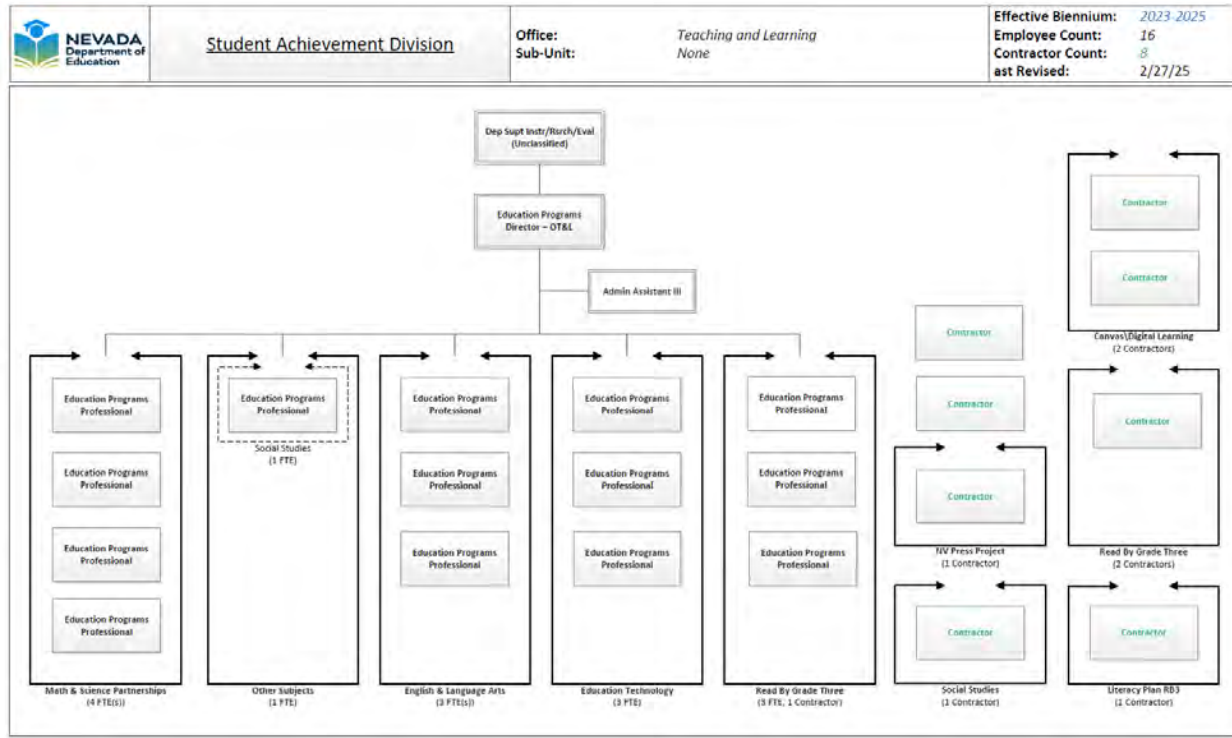 NEVADA
Department of
Education
Student Achievement Division
Office: Teaching and Learning
Sub-Unit: None
Effective Biennium: 2023-2025
Employee Count: 16
Contractor Count: 8
ast Revised: 2/27/25
Dep Supt Instr/Rsrch/Eval
(Unclassified)
Education Programs
Director – OT&L
Admin Assistant III
Education Programs
Professional
Education Programs
Professional
Education Programs
Professional
Education Programs
Professional
Math & Science Partnerships
(4 FTE(s))
Education Programs
Professional
Social Studies
(1 FTE)
Other Subjects
(1 FTE)
Education Programs
Professional
Education Programs
Professional
Education Programs
Professional
English & Language Arts
(3 FTE(s))
Education Programs
Professional
Education Programs
Professional
Education Programs
Professional
Education Technology
(3 FTE)
Education Programs
Professional
Education Programs
Professional
Education Programs
Professional
Read By Grade Three
(3 FTE, 1 Contractor)
Contractor
Contractor
Contractor
NV Press Project
(1 Contractor)
Contractor
Social Studies
(1 Contractor)
Contractor
Contractor
Canvas\Digital Learning
(2 Contractors)
Contractor
Read By Grade Three
(2 Contractors)
Contractor
Literacy Plan RB3
(1 Contractor)